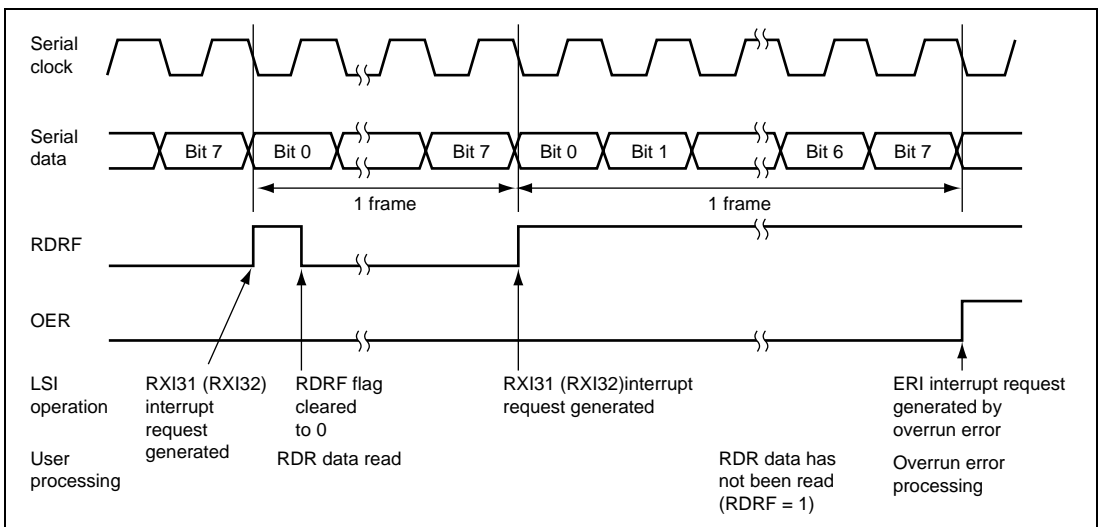 Serial
clock
Serial
data
Bit 7
Bit 0
Bit 7
Bit 0
Bit 1
Bit 6
Bit 7
1 frame
1 frame
RDRF
OER
LSI
operation
RXI31 (RXI32)
interrupt
request
generated
RDRF flag
cleared
to 0
RXI31 (RXI32)interrupt
request generated
ERI interrupt request
generated by
overrun error
User
processing
RDR data read
RDR data has
not been read
(RDRF = 1)
Overrun error
processing